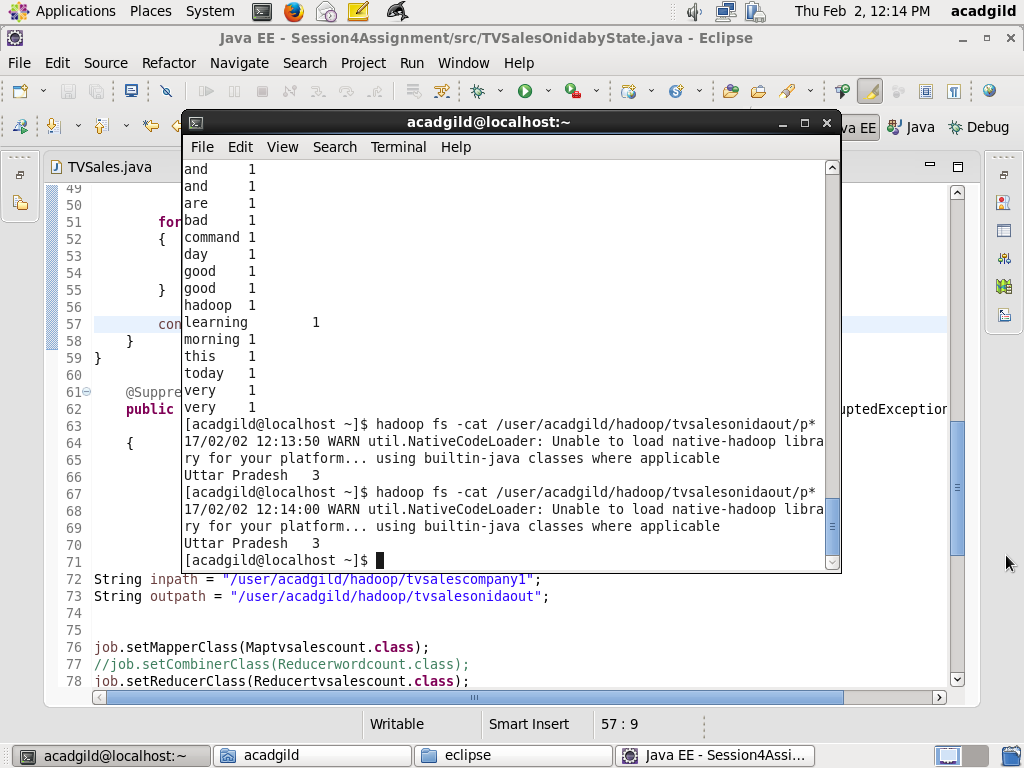 Applications Places System Thu Feb 2, 12:14 PM acadgild
Java EE - Session4Assignment/src/TVSalesOnidabyState.java - Eclipse
File Edit Source Refactor Navigate Search Project Run Window Help
acadgild@localhost:~
va EE Java Debug
File Edit View Search Terminal Help
TVSales.java
and 1
and 1
are 1
bad 1
command 1
day 1
good 1
good 1
hadoop 1
learning 1
morning 1
this 1
today 1
very 1
very 1
[acadgild@localhost ~]$ hadoop fs -cat /user/acadgild/hadoop/tvsalesonidaout/p*
17/02/02 12:13:50 WARN util.NativeCodeLoader: Unable to load native-hadoop libra
ry for your platform... using builtin-java classes where applicable
Uttar Pradesh 3
[acadgild@localhost ~]$ hadoop fs -cat /user/acadgild/hadoop/tvsalesonidaout/p*
17/02/02 12:14:00 WARN util.NativeCodeLoader: Unable to load native-hadoop libra
ry for your platform... using builtin-java classes where applicable
Uttar Pradesh 3
[acadgild@localhost ~]$
49
50
51 for
52 {
53
54
55 }
56
57 con
58 }
59 }
60
61 @Suppre
62 public uptedException
63
64 {
65
66
67
68
69
70
71
72 String inpath = "/user/acadgild/hadoop/tvsalescompany1";
73 String outpath = "/user/acadgild/hadoop/tvsalesonidaout";
74
75
76 job.setMapperClass(Maptvsalescount.class);
77 //job.setCombinerClass(Reducerwordcount.class);
78 job.setReducerClass(Reducertvsalescount.class);
Writable Smart Insert 57 : 9
acadgild@localhost:~ acadgild eclipse Java EE - Session4Assi...